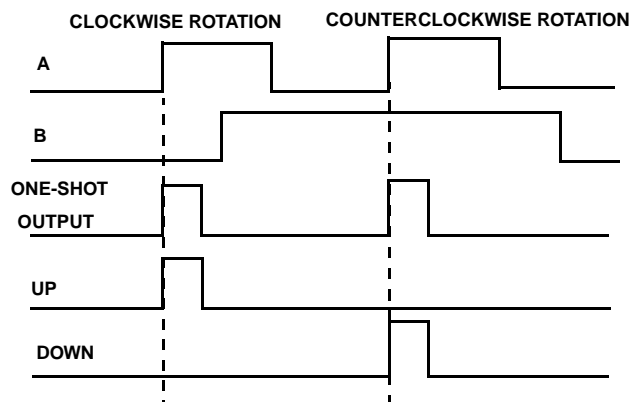 CLOCKWISE ROTATION
COUNTERCLOCKWISE ROTATION
A
B
ONE-SHOT
OUTPUT
UP
DOWN